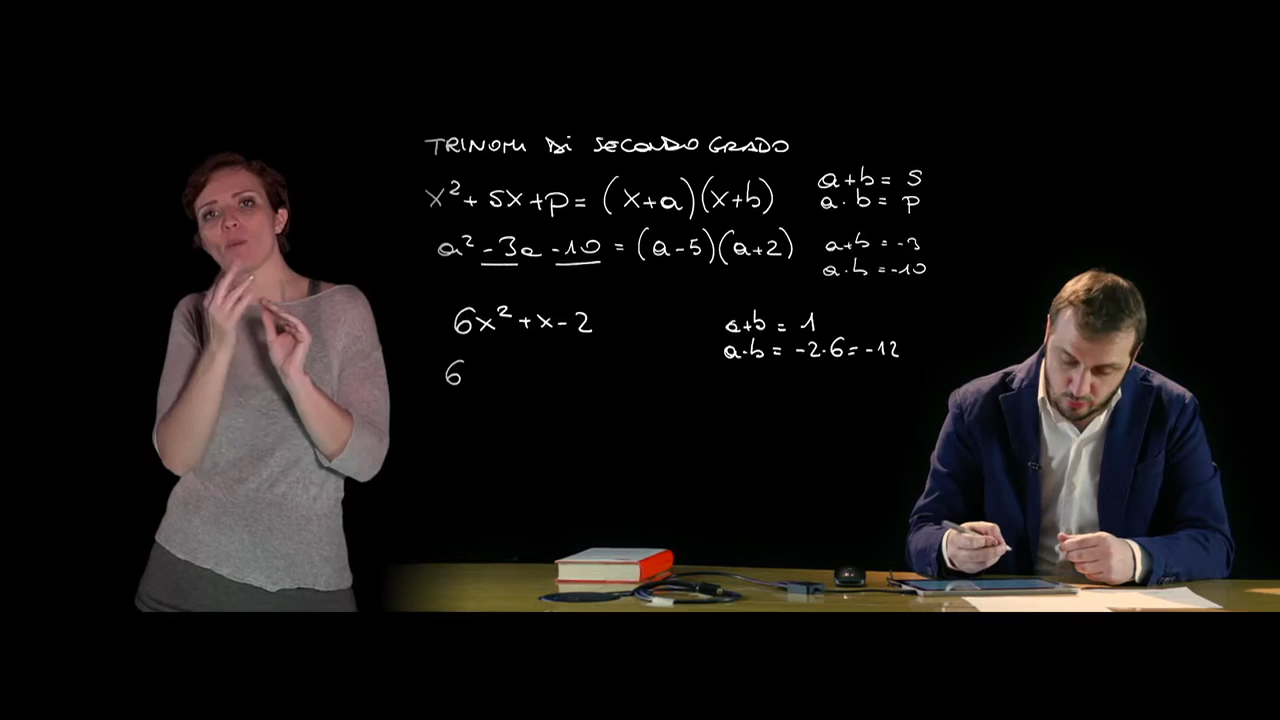 TRINOMI DI SECONDO GRADO
x² + sx + p = (x+a)(x+b)
a+b = s
a·b = p
a² - 3a - 10 = (a-5)(a+2)
a+b = -3
a·b = -10
6x² + x - 2
a+b = 1
a·b = -2·6 = -12
6